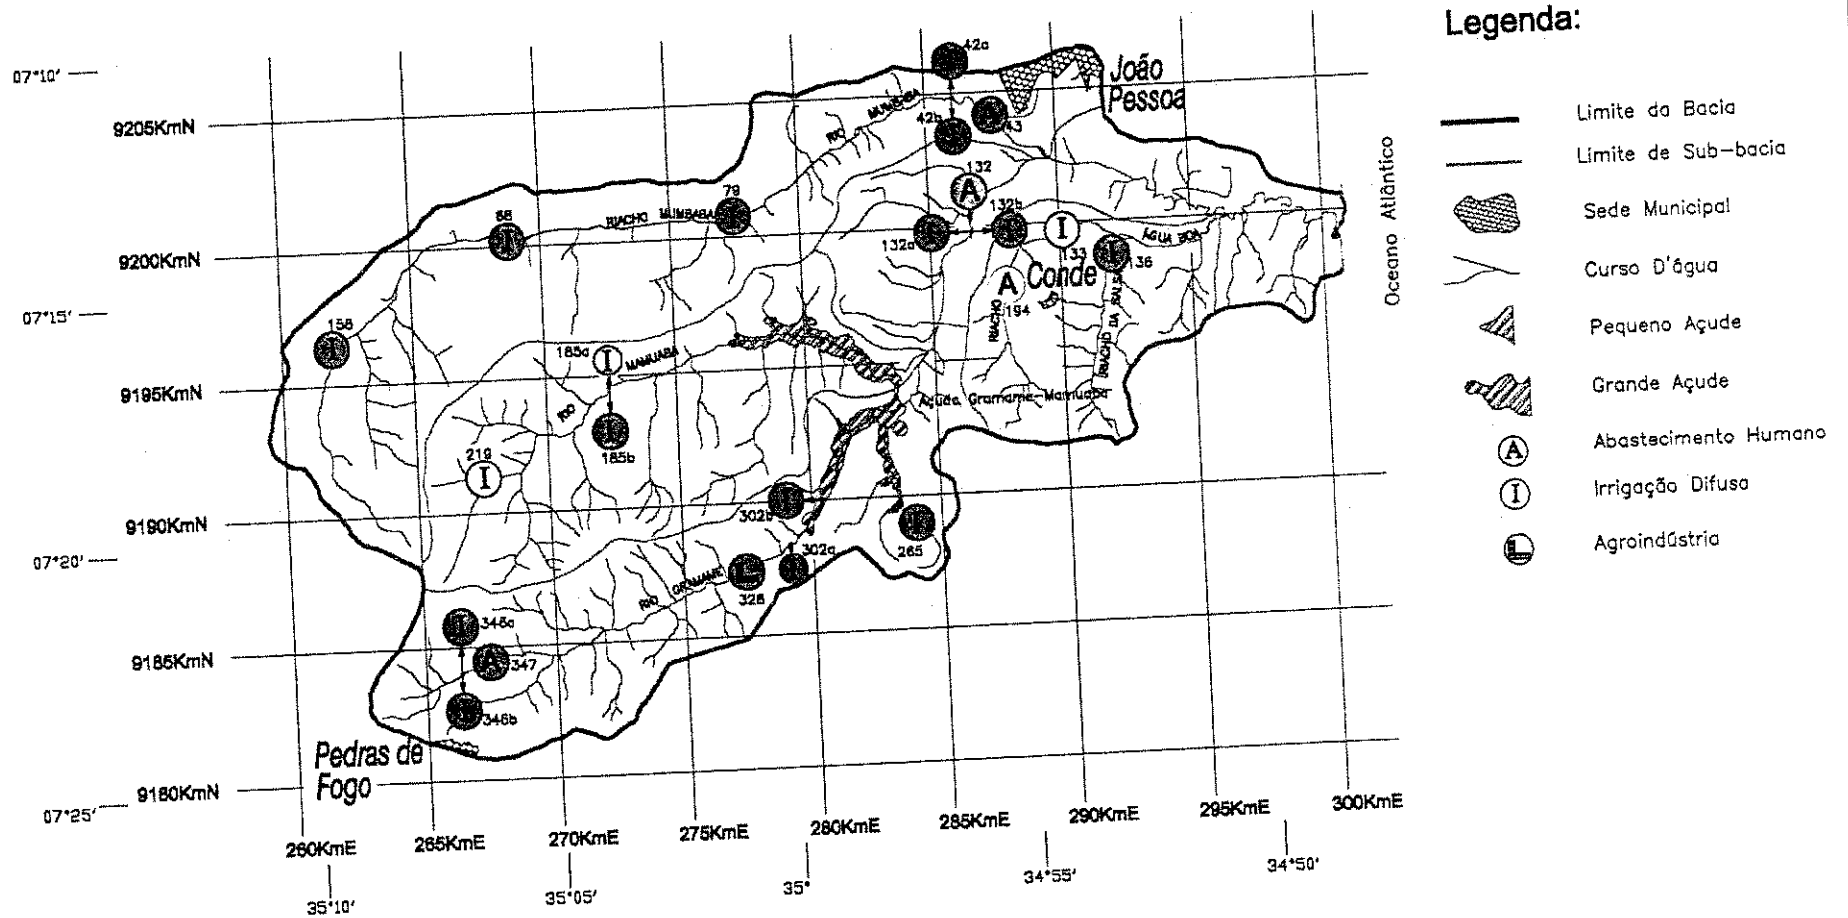 Legenda:
Limite da Bacia
Limite de Sub-bacia
Sede Municipal
Curso D'água
Pequeno Açude
Grande Açude
A Abastecimento Humano
I Irrigação Difusa
L Agroindústria
07°10'
07°15'
07°20'
07°25'
9205KmN
9200KmN
9195KmN
9190KmN
9185KmN
9180KmN
260KmE
265KmE
270KmE
275KmE
280KmE
285KmE
290KmE
295KmE
300KmE
35°10'
35°05'
35°
34°55'
34°50'
Oceano Atlântico
João
Pessoa
Conde
Pedras de
Fogo
RIO MUMBABA
RIACHO MUMBABA
ÁGUA BOA
RIACHO
RIACHO DA
RIO MAMUABA
Açude Gramame-Mamuaba
RIO GRAMAME
42a
42b
43
132
132a
132b
I
133
136
A
194
79
I
158
I
185a
I
185b
219
I
302b
302a
265
328
346a
A
347
346b